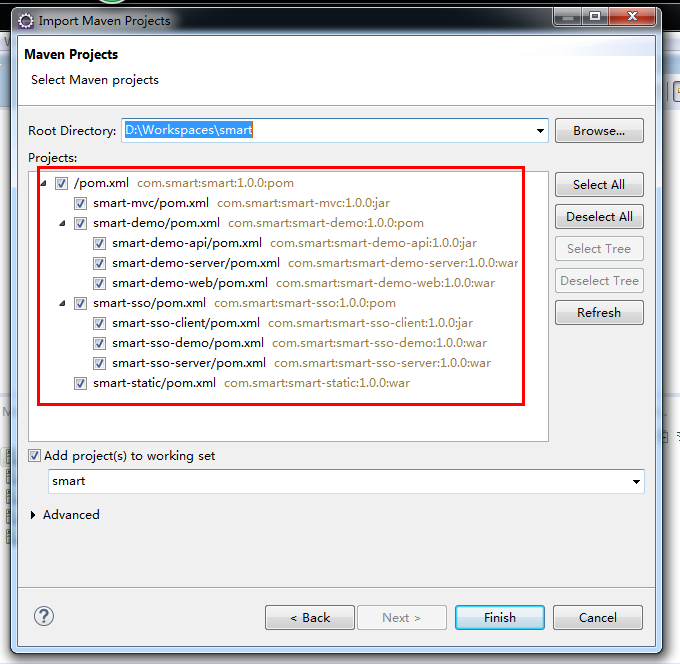 Import Maven Projects
Maven Projects
Select Maven projects
Root Directory: D:\Workspaces\smart Browse...
Projects:
/pom.xml com.smart:smart:1.0.0:pom Select All
smart-mvc/pom.xml com.smart:smart-mvc:1.0.0:jar
smart-demo/pom.xml com.smart:smart-demo:1.0.0:pom Deselect All
smart-demo-api/pom.xml com.smart:smart-demo-api:1.0.0:jar Select Tree
smart-demo-server/pom.xml com.smart:smart-demo-server:1.0.0:war
smart-demo-web/pom.xml com.smart:smart-demo-web:1.0.0:war Deselect Tree
smart-sso/pom.xml com.smart:smart-sso:1.0.0:pom Refresh
smart-sso-client/pom.xml com.smart:smart-sso-client:1.0.0:jar
smart-sso-demo/pom.xml com.smart:smart-sso-demo:1.0.0:war
smart-sso-server/pom.xml com.smart:smart-sso-server:1.0.0:war
smart-static/pom.xml com.smart:smart-static:1.0.0:war
Add project(s) to working set
smart
Advanced
? < Back Next > Finish Cancel